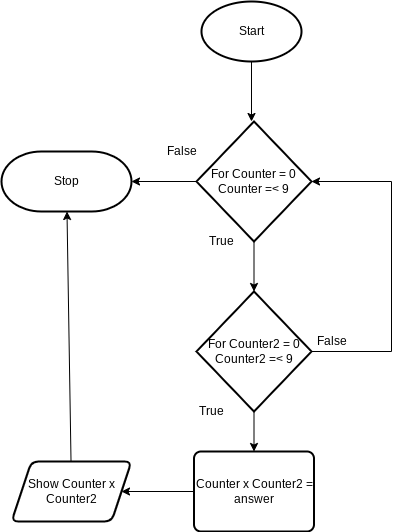 Start
False
For Counter = 0
Counter =< 9
Stop
True
For Counter2 = 0
Counter2 =< 9
False
True
Show Counter x
Counter2
Counter x Counter2 =
answer